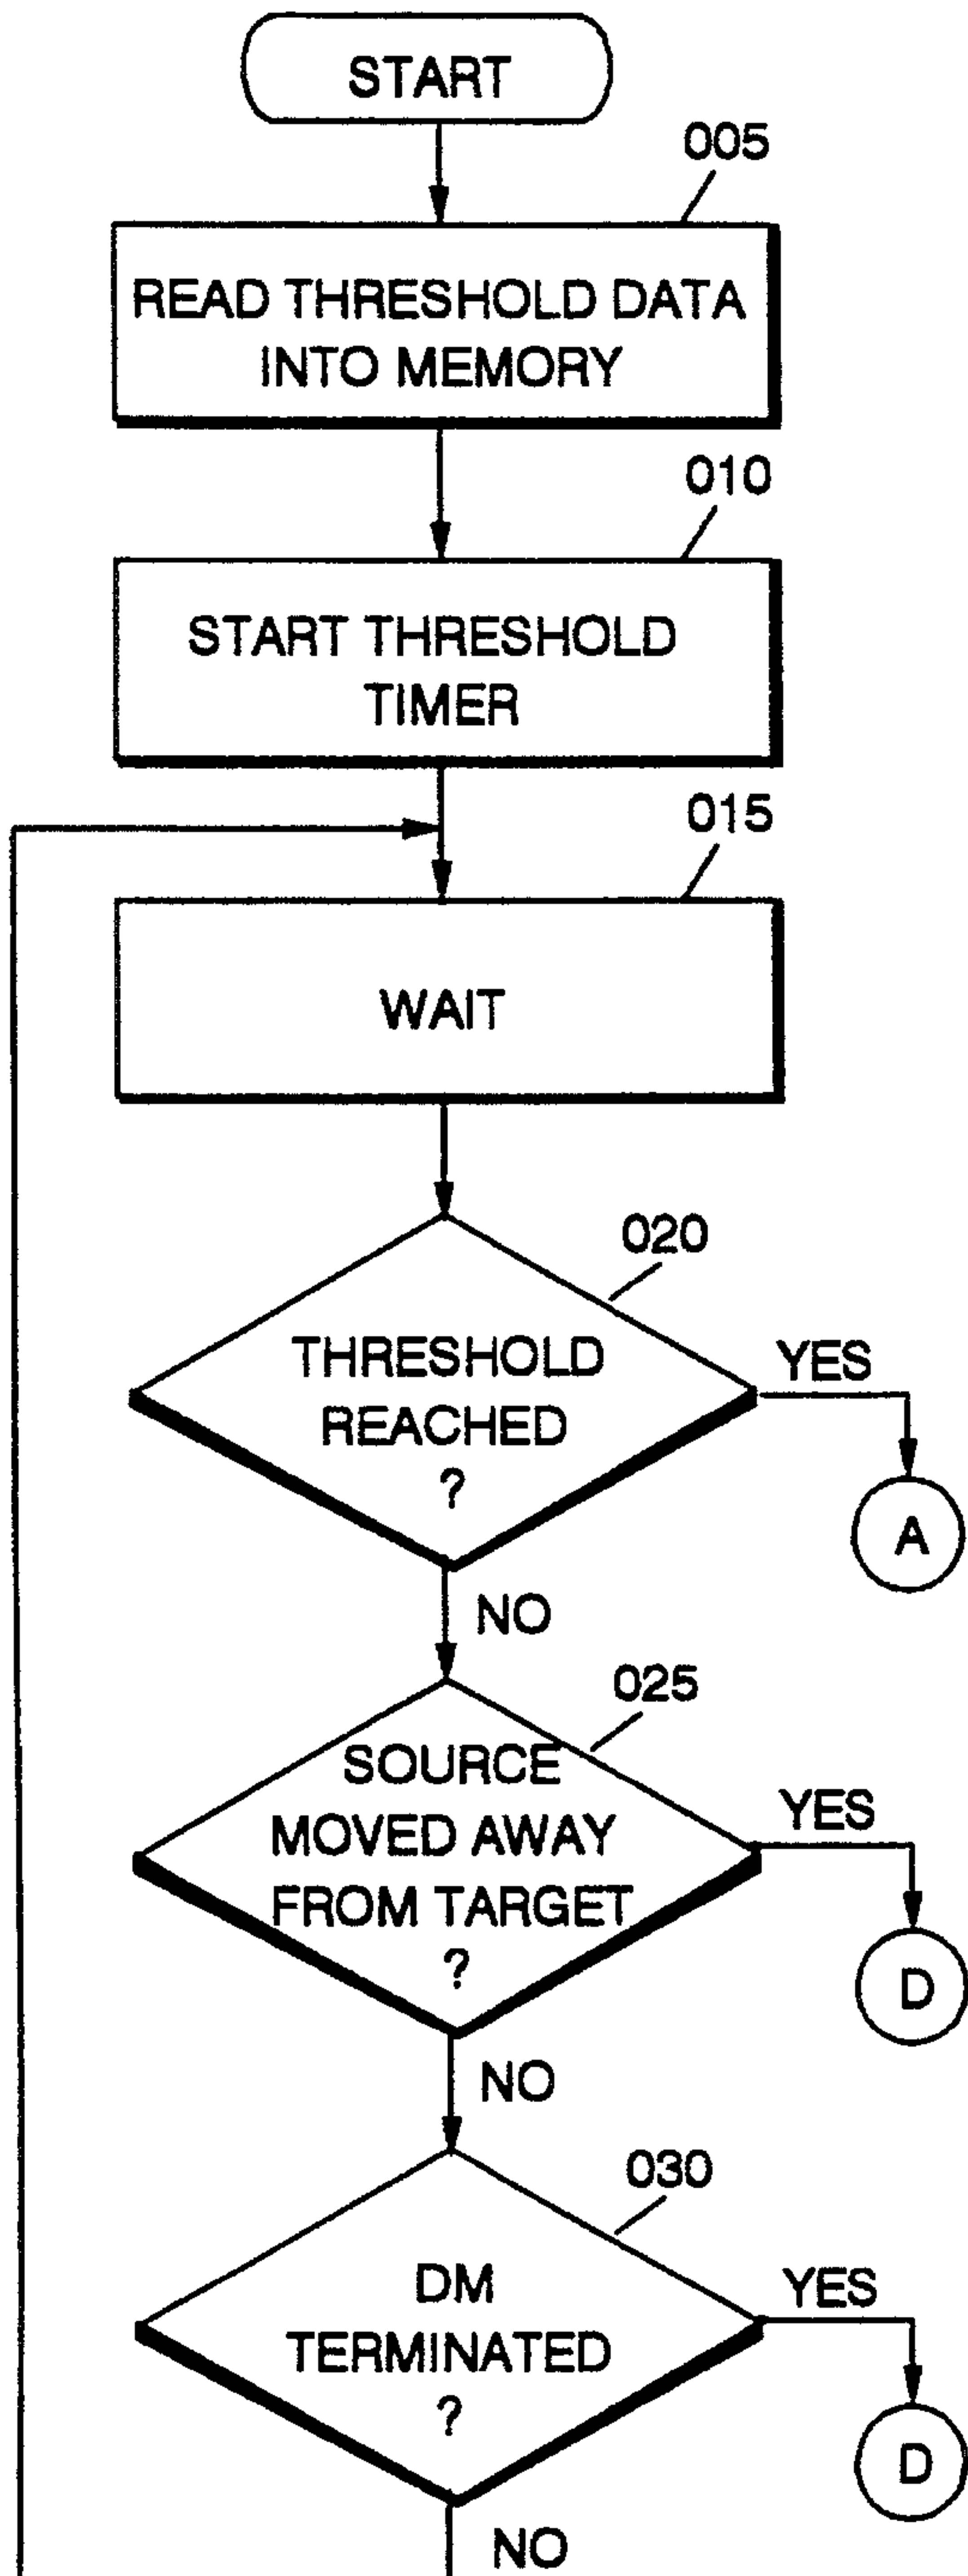 START
005
READ THRESHOLD DATA
INTO MEMORY
010
START THRESHOLD
TIMER
015
WAIT
020
THRESHOLD
REACHED
?
YES
A
NO
025
SOURCE
MOVED AWAY
FROM TARGET
?
YES
D
NO
030
DM
TERMINATED
?
YES
D
NO